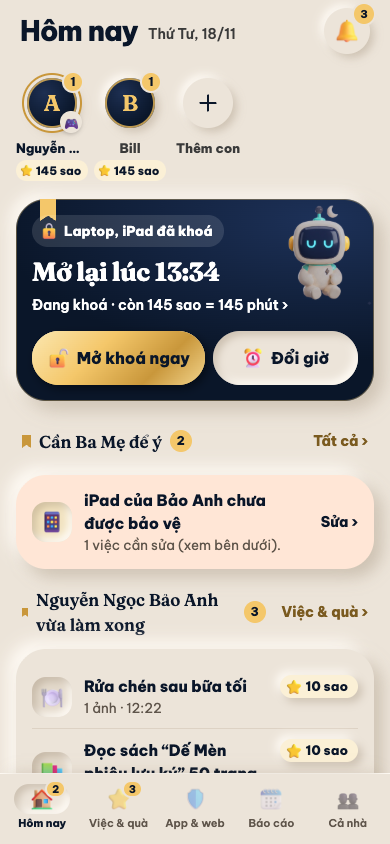 Hôm nay Thứ Tư, 18/11
3
A
1
B
1
Nguyễn ...
Bill
Thêm con
145 sao
145 sao
Laptop, iPad đã khoá
Mở lại lúc 13:34
Đang khoá · còn 145 sao = 145 phút ›
Mở khoá ngay
Đổi giờ
Cần Ba Mẹ để ý 2
Tất cả ›
iPad của Bảo Anh chưa
được bảo vệ
Sửa ›
1 việc cần sửa (xem bên dưới).
Nguyễn Ngọc Bảo Anh
vừa làm xong
3
Việc & quà ›
Rửa chén sau bữa tối
10 sao
1 ảnh · 12:22
Đọc sách “Dế Mèn
10 sao
phiêu lưu ký” 50 trang
2
3
Hôm nay
Việc & quà
App & web
Báo cáo
Cả nhà